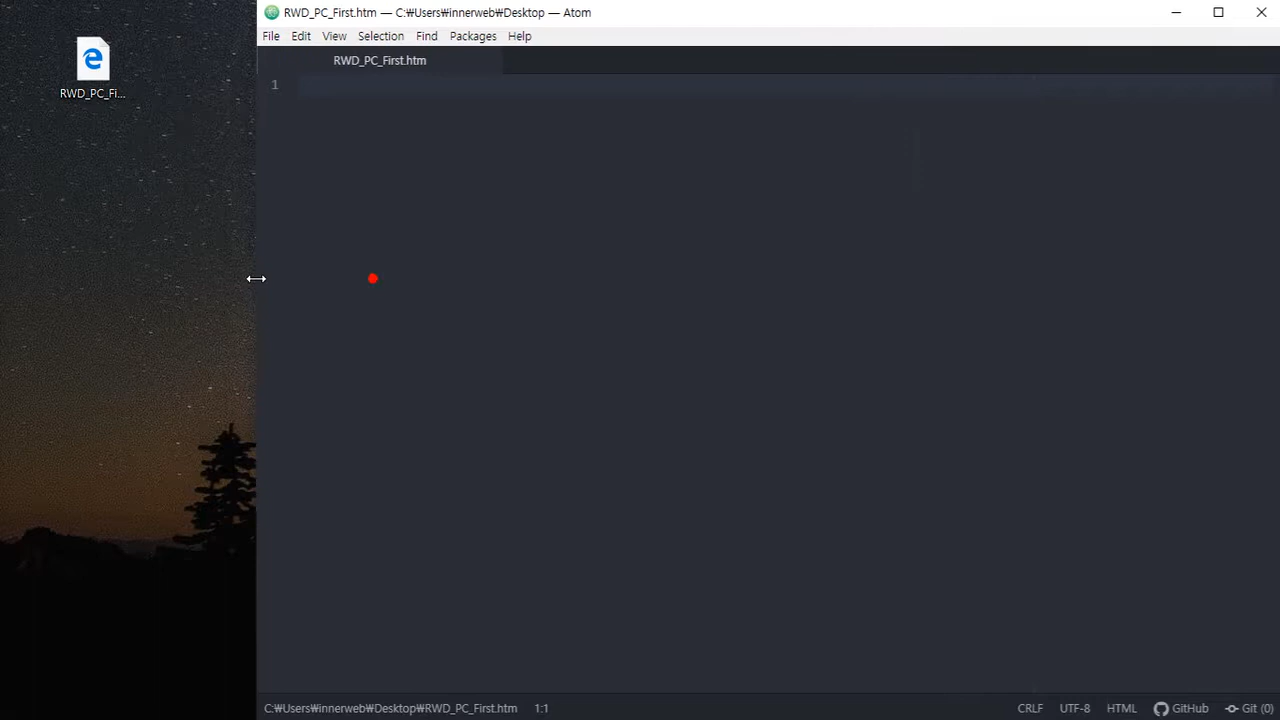 RWD_PC_First.htm — C:₩Users₩innerweb₩Desktop — Atom
File Edit View Selection Find Packages Help
RWD_PC_First.htm
RWD_PC_Fi...
1
C:₩Users₩innerweb₩Desktop₩RWD_PC_First.htm 1:1 CRLF UTF-8 HTML GitHub Git (0)